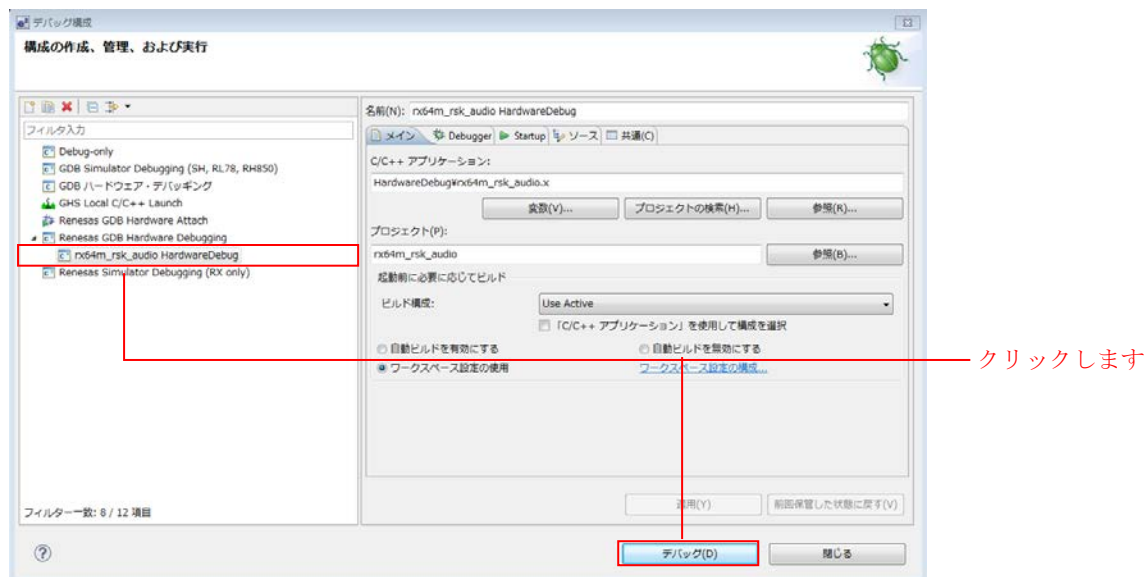 デバッグ構成
構成の作成、管理、および実行
フィルタ入力
Debug-only
GDB Simulator Debugging (SH, RL78, RH850)
GDB ハードウェア・デバッギング
GHS Local C/C++ Launch
Renesas GDB Hardware Attach
Renesas GDB Hardware Debugging
rx64m_rsk_audio HardwareDebug
Renesas Simulator Debugging (RX only)
フィルター一致: 8 / 12 項目
名前(N): rx64m_rsk_audio HardwareDebug
メイン Debugger Startup ソース 共通(C)
C/C++ アプリケーション:
HardwareDebug¥rx64m_rsk_audio.x
変数(V)... プロジェクトの検索(H)... 参照(R)...
プロジェクト(P):
rx64m_rsk_audio 参照(B)...
起動前に必要に応じてビルド
ビルド構成: Use Active
「C/C++ アプリケーション」を使用して構成を選択
自動ビルドを有効にする 自動ビルドを無効にする
ワークスペース設定の使用 ワークスペース設定の構成...
適用(Y) 前回保管した状態に戻す(V)
デバッグ(D) 閉じる
クリックします